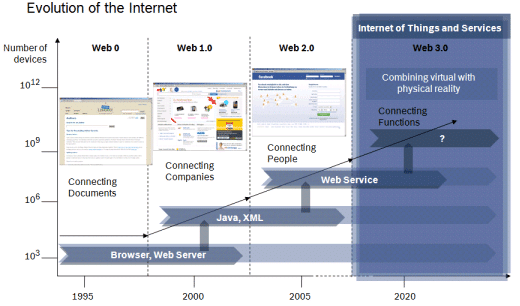 Evolution of the Internet
Internet of Things and Services
Number of
devices
Web 0
Web 1.0
Web 2.0
Web 3.0
Combining virtual with
physical reality
10¹²
Connecting
Functions
?
facebook
10⁹
Connecting
People
Connecting
Companies
Web Service
Connecting
Documents
10⁶
Java, XML
10³
Browser, Web Server
1995
2000
2005
2020